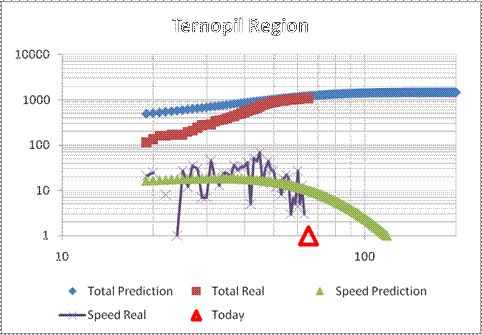 Ternopil Region
10000
1000
100
10
1
10 100
Total Prediction Total Real Speed Prediction
Speed Real Today